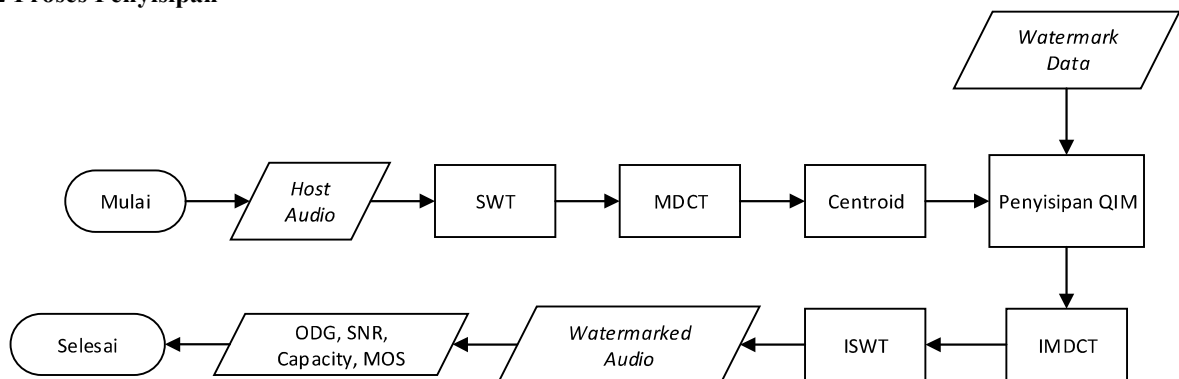 Proses Penyisipan
Watermark
Data
Mulai
Host
Audio
SWT
MDCT
Centroid
Penyisipan QIM
Selesai
ODG, SNR,
Capacity, MOS
Watermarked
Audio
ISWT
IMDCT